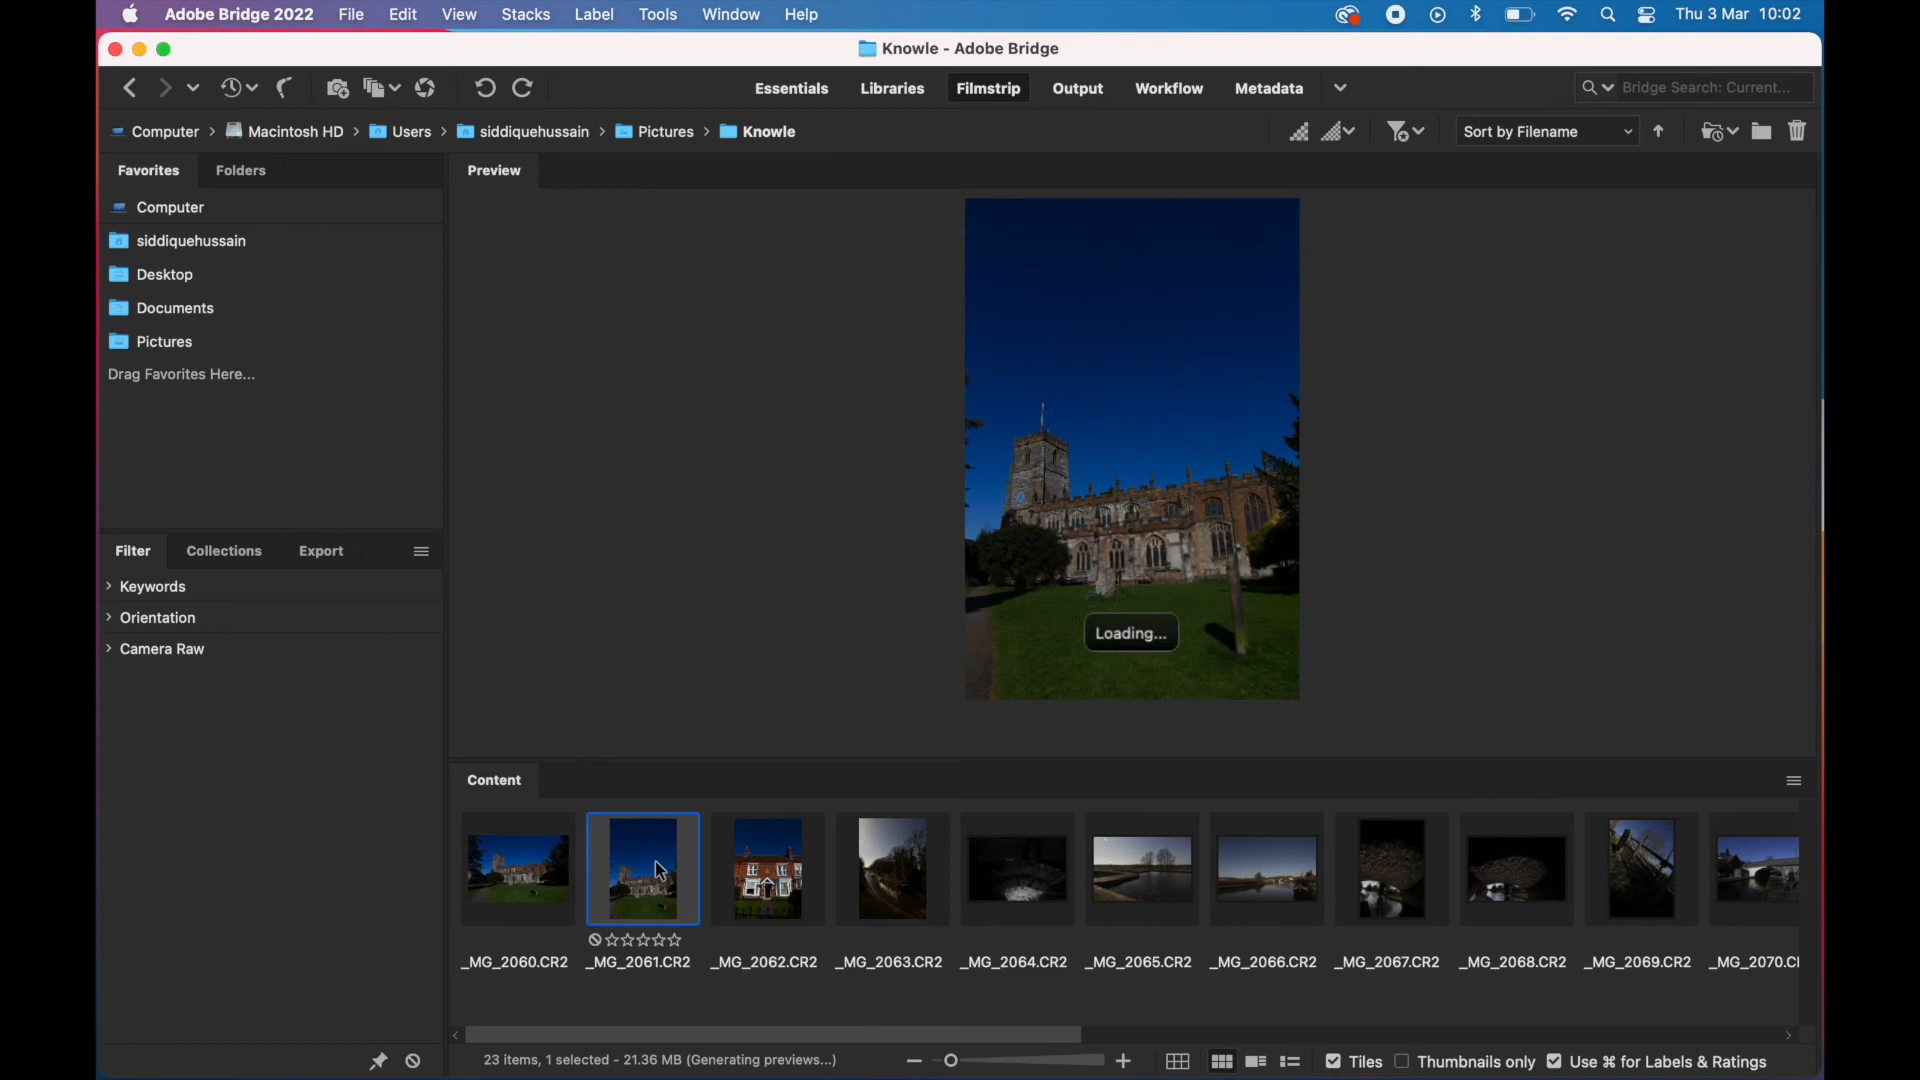 Adobe Bridge 2022 File Edit View Stacks Label Tools Window Help Thu 3 Mar 10:02
Knowle - Adobe Bridge
Essentials Libraries Filmstrip Output Workflow Metadata Bridge Search: Current...
Computer > Macintosh HD > Users > siddiquehussain > Pictures > Knowle Sort by Filename
Favorites Folders
Preview
Computer
siddiquehussain
Desktop
Documents
Pictures
Drag Favorites Here...
Loading...
Filter Collections Export
Keywords
Orientation
Camera Raw
Content
_MG_2060.CR2 _MG_2061.CR2 _MG_2062.CR2 _MG_2063.CR2 _MG_2064.CR2 _MG_2065.CR2 _MG_2066.CR2 _MG_2067.CR2 _MG_2068.CR2 _MG_2069.CR2 _MG_2070.C
23 items, 1 selected - 21.36 MB (Generating previews...) Tiles Thumbnails only Use ⌘ for Labels & Ratings